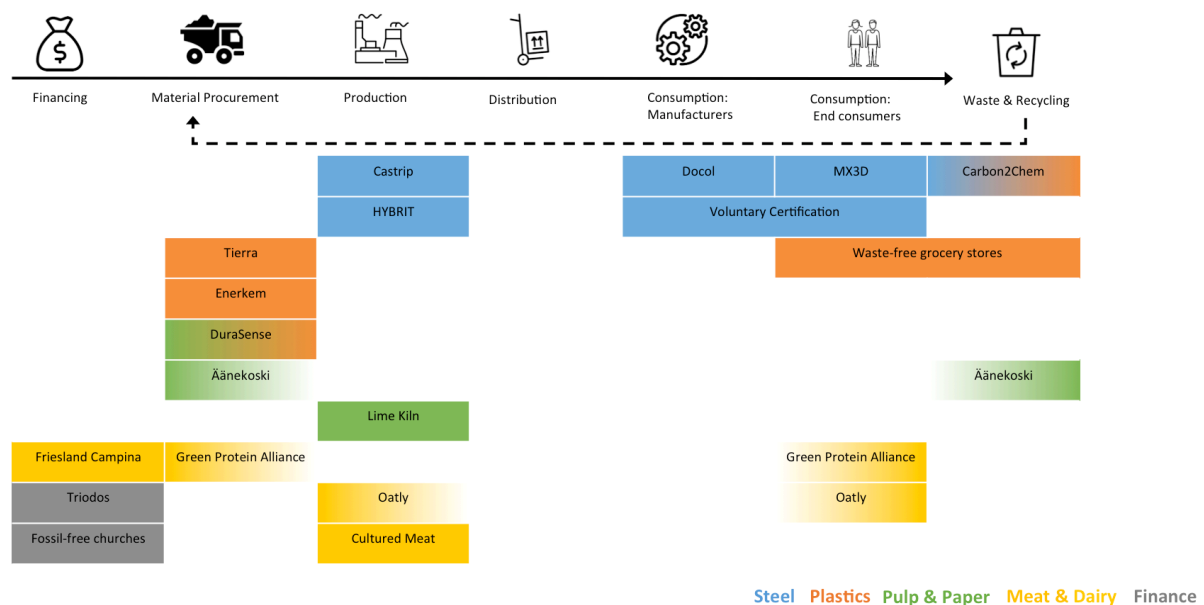 $
Financing
Material Procurement
Production
Distribution
Consumption:
Manufacturers
Consumption:
End consumers
Waste & Recycling
Castrip
Docol
MX3D
Carbon2Chem
HYBRIT
Voluntary Certification
Tierra
Waste-free grocery stores
Enerkem
DuraSense
Äänekoski
Äänekoski
Lime Kiln
Friesland Campina
Green Protein Alliance
Green Protein Alliance
Triodos
Oatly
Oatly
Fossil-free churches
Cultured Meat
Steel Plastics Pulp & Paper Meat & Dairy Finance